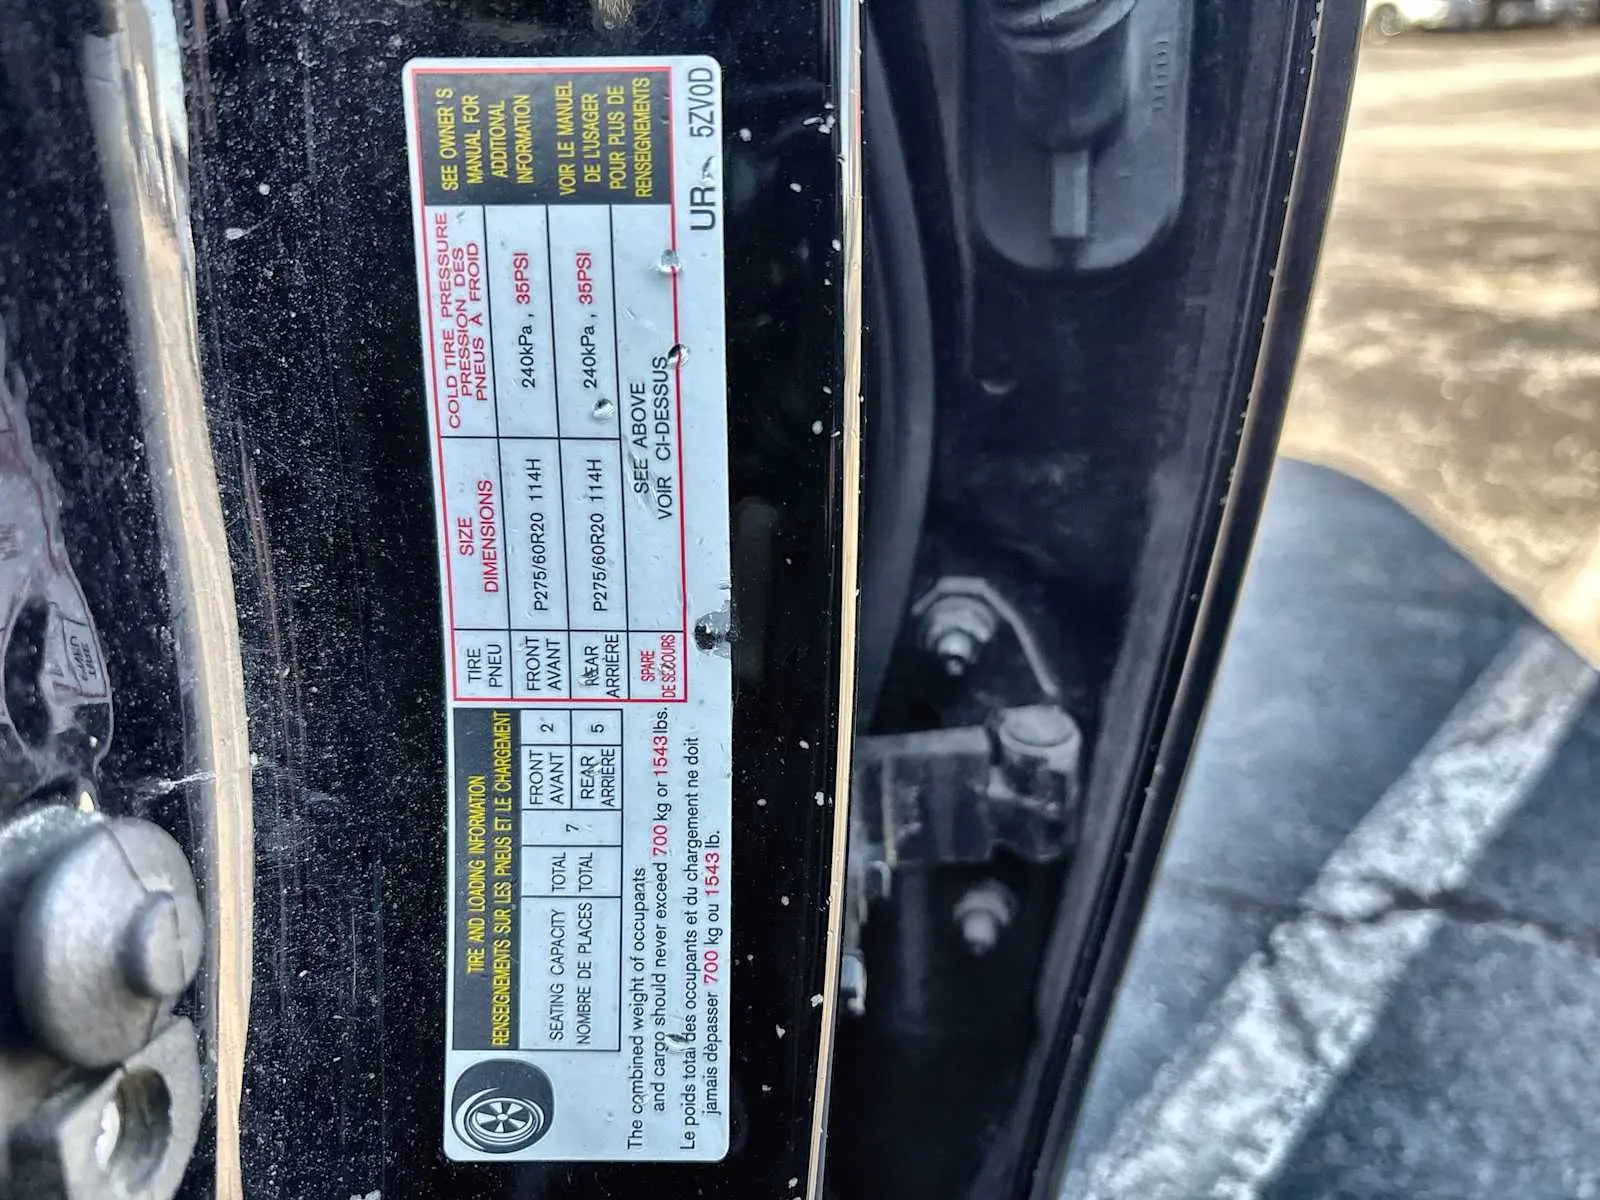 TIRE AND LOADING INFORMATION
RENSEIGNEMENTS SUR LES PNEUS ET LE CHARGEMENT
SEATING CAPACITY
NOMBRE DE PLACES
TOTAL
TOTAL
7
FRONT
AVANT
2
REAR
ARRIÈRE
5
The combined weight of occupants
and cargo should never exceed 700 kg or 1543 lbs.
Le poids total des occupants et du chargement ne doit
jamais dèpasser 700 kg ou 1543 lb.
TIRE
PNEU
SIZE
DIMENSIONS
COLD TIRE PRESSURE
PRESSION DES
PNEUS À FROID
FRONT
AVANT
P275/60R20 114H
240kPa , 35PSI
REAR
ARRIÈRE
P275/60R20 114H
240kPa , 35PSI
SPARE
DE SECOURS
SEE ABOVE
VOIR CI-DESSUS
SEE OWNER'S
MANUAL FOR
ADDITIONAL
INFORMATION
VOIR LE MANUEL
DE L'USAGER
POUR PLUS DE
RENSEIGNEMENTS
UR 5ZV0D